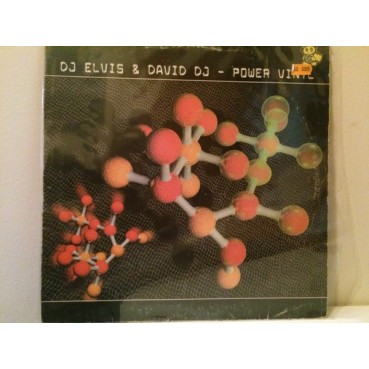 DJ ELVIS & DAVID DJ - POWER VINYL